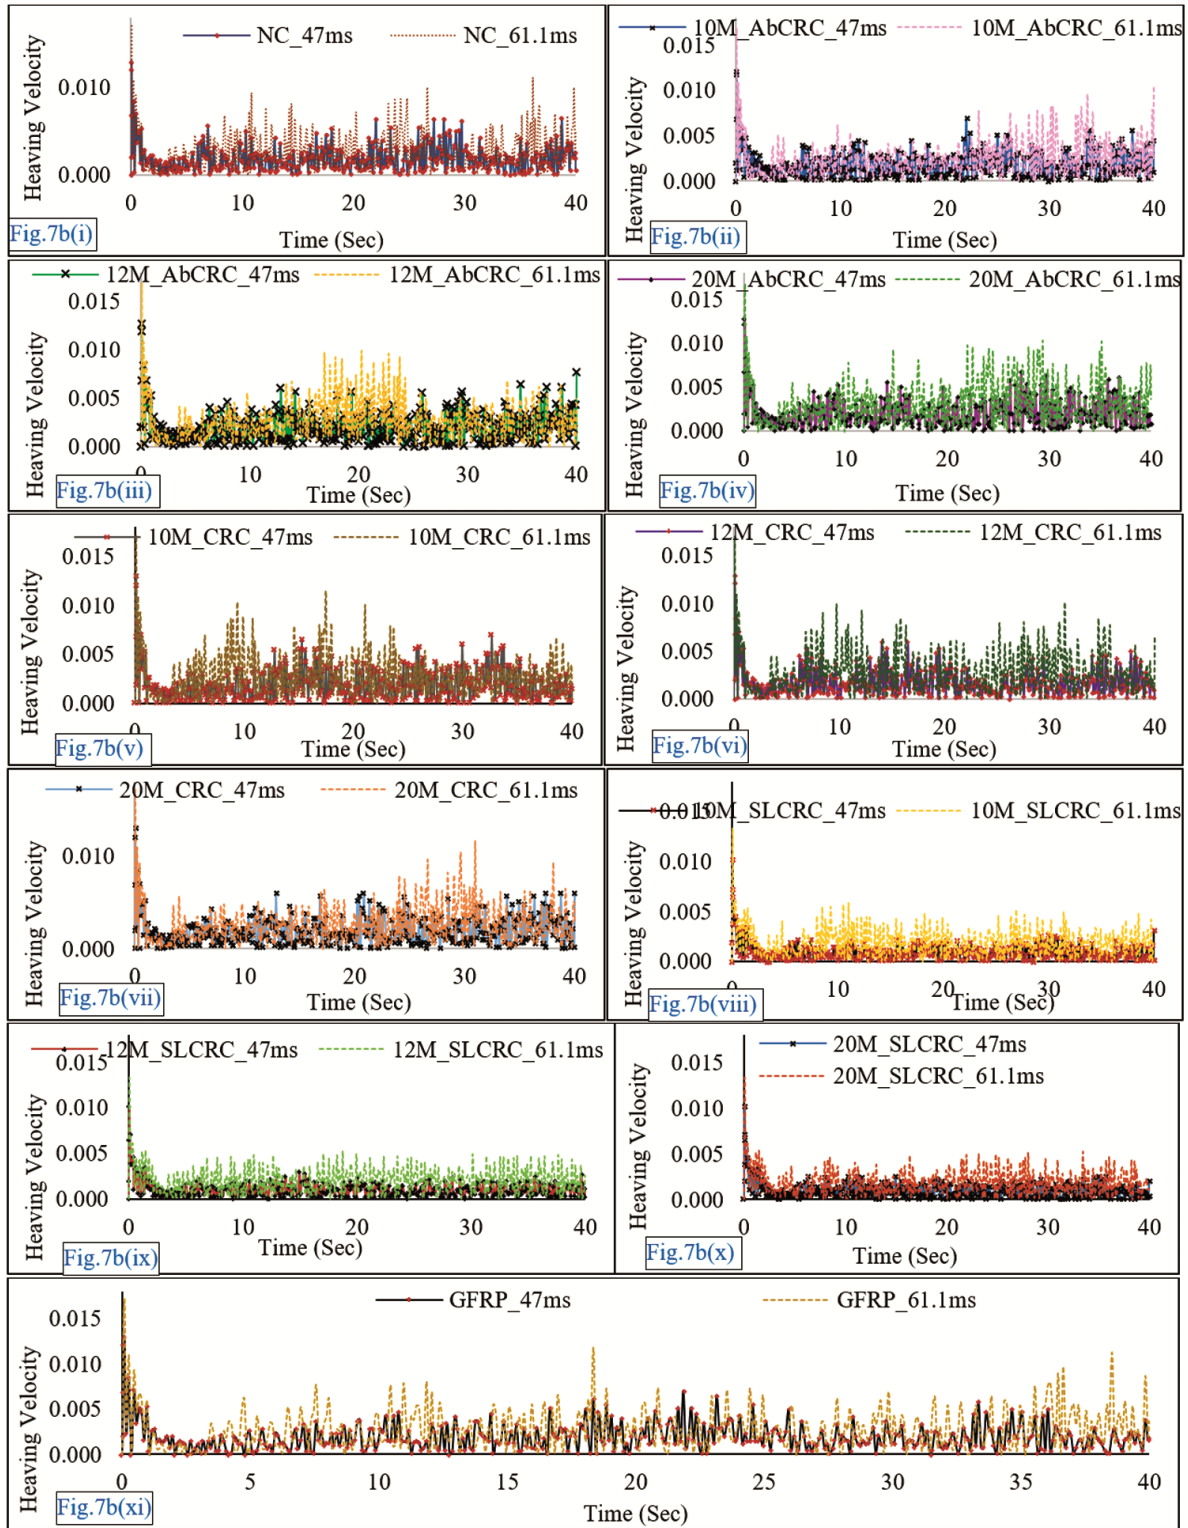 NC_47ms NC_61.1ms
Heaving Velocity
0.010
0.000
0 10 20 30 40
Time (Sec)
Fig.7b(i)
10M_AbCRC_47ms 10M_AbCRC_61.1ms
Heaving Velocity
0.015
0.010
0.005
0.000
0 10 20 30 40
Time (Sec)
Fig.7b(ii)
12M_AbCRC_47ms 12M_AbCRC_61.1ms
Heaving Velocity
0.015
0.010
0.005
0.000
0 10 20 30 40
Time (Sec)
Fig.7b(iii)
20M_AbCRC_47ms 20M_AbCRC_61.1ms
Heaving Velocity
0.015
0.010
0.005
0.000
0 10 20 30 40
Time (Sec)
Fig.7b(iv)
10M_CRC_47ms 10M_CRC_61.1ms
Heaving Velocity
0.015
0.010
0.005
0.000
0 10 20 30 40
Time (Sec)
Fig.7b(v)
12M_CRC_47ms 12M_CRC_61.1ms
Heaving Velocity
0.015
0.010
0.005
0.000
0 10 20 30 40
Time (Sec)
Fig.7b(vi)
20M_CRC_47ms 20M_CRC_61.1ms
Heaving Velocity
0.010
0.000
0 10 20 30 40
Time (Sec)
Fig.7b(vii)
10M_SLCRC_47ms 10M_SLCRC_61.1ms
Heaving Velocity
0.015
0.010
0.005
0.000
0 10 20 30 40
Time (Sec)
Fig.7b(viii)
12M_SLCRC_47ms 12M_SLCRC_61.1ms
Heaving Velocity
0.015
0.010
0.005
0.000
0 10 20 30 40
Time (Sec)
Fig.7b(ix)
20M_SLCRC_47ms
20M_SLCRC_61.1ms
Heaving Velocity
0.015
0.010
0.005
0.000
0 10 20 30 40
Time (Sec)
Fig.7b(x)
GFRP_47ms GFRP_61.1ms
Heaving Velocity
0.015
0.010
0.005
0.000
0 5 10 15 20 25 30 35 40
Time (Sec)
Fig.7b(xi)